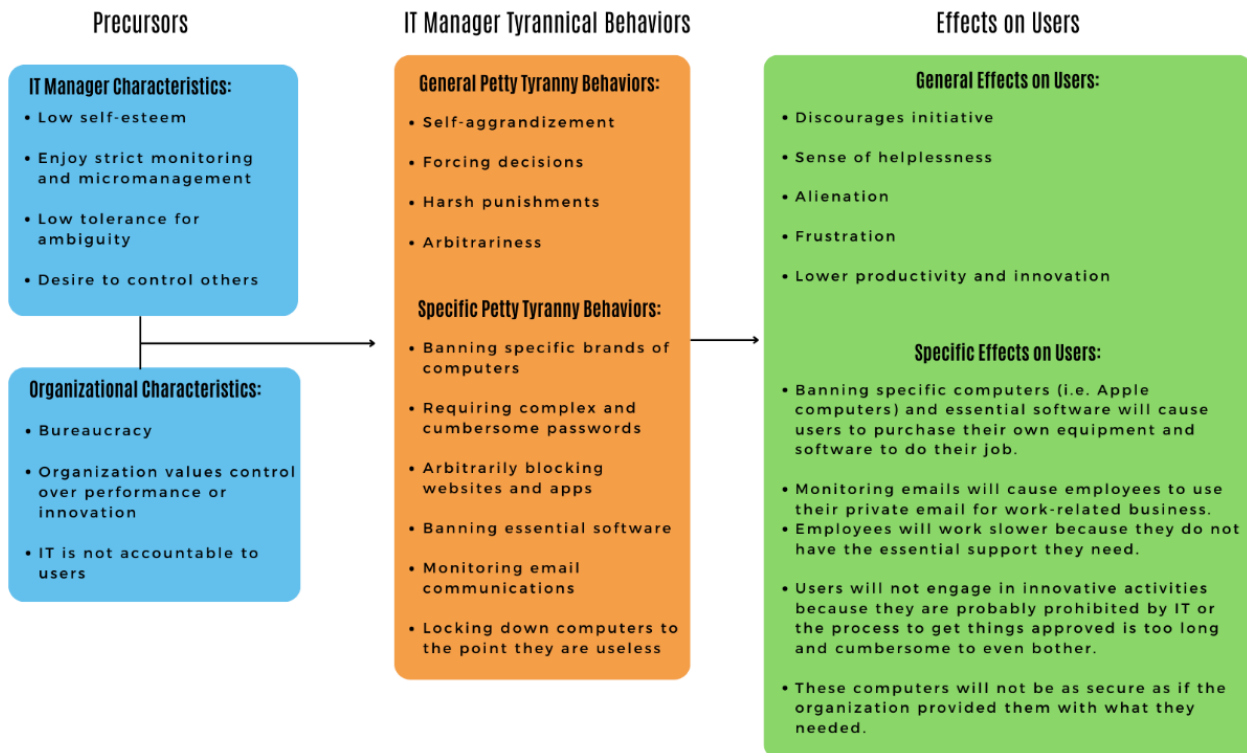 Precursors
IT Manager Characteristics:
• Low self-esteem
• Enjoy strict monitoring
and micromanagement
• Low tolerance for
ambiguity
• Desire to control others
Organizational Characteristics:
• Bureaucracy
• Organization values control
over performance or
innovation
• IT is not accountable to
users
IT Manager Tyrannical Behaviors
General Petty Tyranny Behaviors:
• Self-aggrandizement
• Forcing decisions
• Harsh punishments
• Arbitrariness
Specific Petty Tyranny Behaviors:
• Banning specific brands of
computers
• Requiring complex and
cumbersome passwords
• Arbitrarily blocking
websites and apps
• Banning essential software
• Monitoring email
communications
• Locking down computers to
the point they are useless
Effects on Users
General Effects on Users:
• Discourages initiative
• Sense of helplessness
• Alienation
• Frustration
• Lower productivity and innovation
Specific Effects on Users:
• Banning specific computers (i.e. Apple
computers) and essential software will cause
users to purchase their own equipment and
software to do their job.
• Monitoring emails will cause employees to use
their private email for work-related business.
• Employees will work slower because they do not
have the essential support they need.
• Users will not engage in innovative activities
because they are probably prohibited by IT or
the process to get things approved is too long
and cumbersome to even bother.
• These computers will not be as secure as if the
organization provided them with what they
needed.